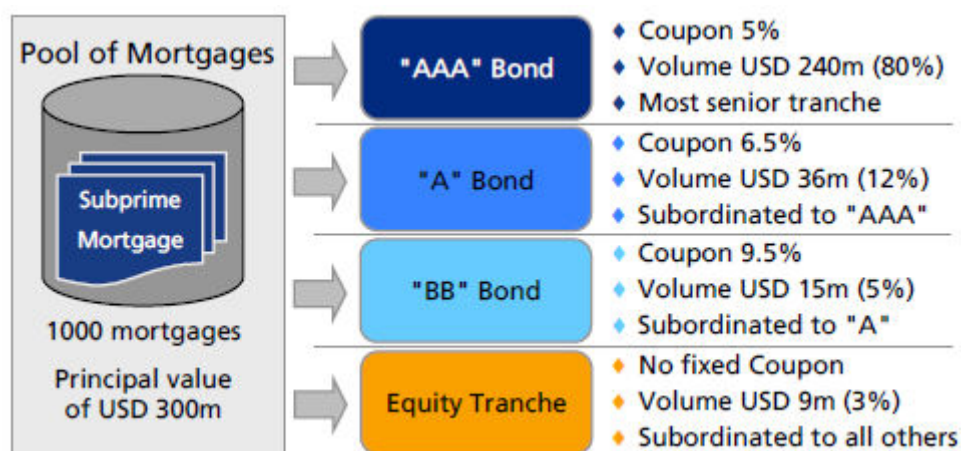 Pool of Mortgages
Subprime
Mortgage
1000 mortgages
Principal value
of USD 300m
"AAA" Bond
♦ Coupon 5%
♦ Volume USD 240m (80%)
♦ Most senior tranche
"A" Bond
♦ Coupon 6.5%
♦ Volume USD 36m (12%)
♦ Subordinated to "AAA"
"BB" Bond
♦ Coupon 9.5%
♦ Volume USD 15m (5%)
♦ Subordinated to "A"
Equity Tranche
♦ No fixed Coupon
♦ Volume USD 9m (3%)
♦ Subordinated to all others